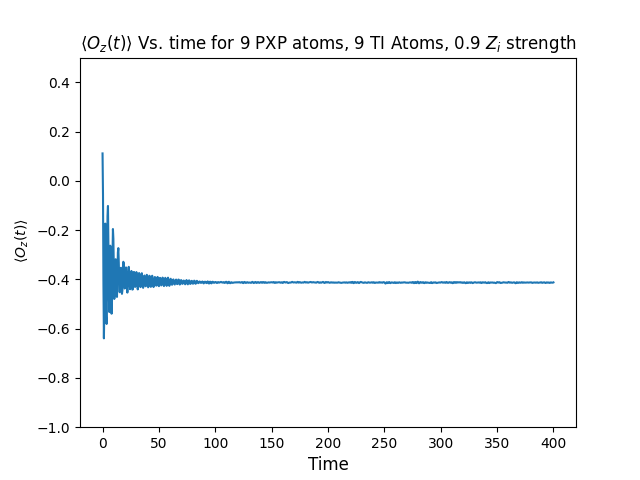 ⟨O_z(t)⟩ Vs. time for 9 PXP atoms, 9 TI Atoms, 0.9 Z_i strength
0.4
0.2
0.0
−0.2
−0.4
−0.6
−0.8
−1.0
⟨O_z(t)⟩
0 50 100 150 200 250 300 350 400
Time